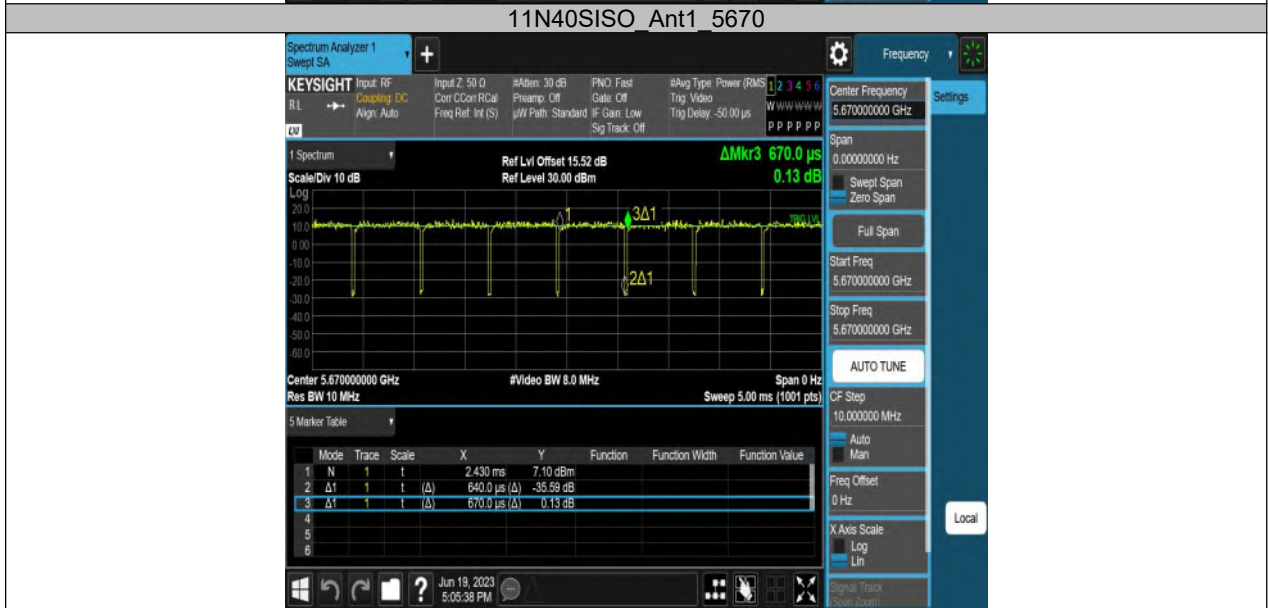 11N40SISO_Ant1_5670
Spectrum Analyzer 1
Swept SA
+
Frequency
KEYSIGHT Input: RF Input Z: 50 Ω #Atten: 30 dB PNO: Fast #Avg Type: Power (RMS 1 2 3 4 5 6
RL Coupling: DC Corr CCorr RCal Preamp: Off Gate: Off Trig: Video W W W W W W
Align: Auto Freq Ref: Int (S) µW Path: Standard IF Gain: Low Trig Delay: -50.00 µs
Sig Track: Off P P P P P P
LXI
Center Frequency
5.670000000 GHz
Settings
Span
0.00000000 Hz
Swept Span
Zero Span
Full Span
Start Freq
5.670000000 GHz
Stop Freq
5.670000000 GHz
AUTO TUNE
CF Step
10.000000 MHz
Auto
Man
Freq Offset
0 Hz
X Axis Scale
Log
Lin
Signal Track
(Span Zoom)
Local
1 Spectrum
Scale/Div 10 dB
Ref Lvl Offset 15.52 dB
Ref Level 30.00 dBm
ΔMkr3 670.0 µs
0.13 dB
Log
20.0
10.0
0.00
-10.0
-20.0
-30.0
-40.0
-50.0
-60.0
1
3Δ1
2Δ1
TRIG LVL
Center 5.670000000 GHz #Video BW 8.0 MHz Span 0 Hz
Res BW 10 MHz Sweep 5.00 ms (1001 pts)
5 Marker Table
Mode Trace Scale X Y Function Function Width Function Value
1 N 1 t 2.430 ms 7.10 dBm
2 Δ1 1 t (Δ) 640.0 µs (Δ) -35.59 dB
3 Δ1 1 t (Δ) 670.0 µs (Δ) 0.13 dB
4
5
6
? Jun 19, 2023
5:05:38 PM